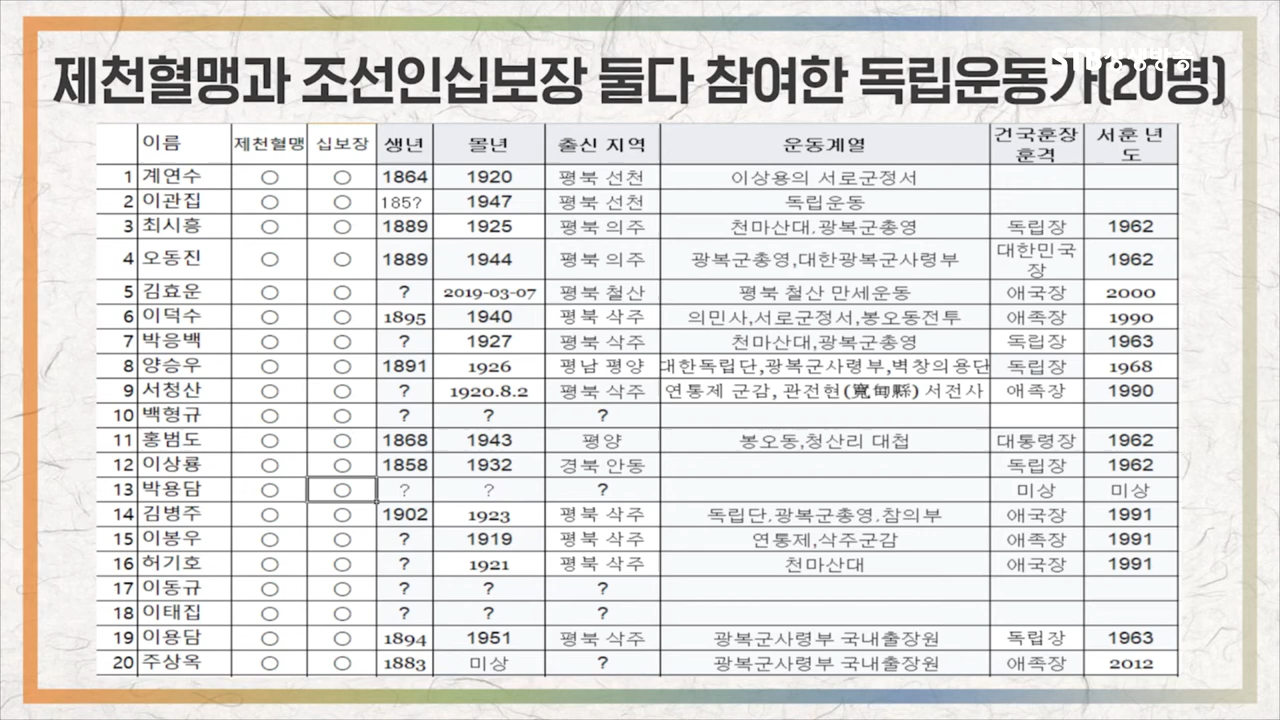 STB상생방송
제천혈맹과 조선인십보장 둘다 참여한 독립운동가(20명)
이름 제천혈맹 십보장 생년 몰년 출신 지역 운동계열 건국훈장 훈격 서훈 년도
1 계연수 ○ ○ 1864 1920 평북 선천 이상용의 서로군정서
2 이관집 ○ ○ 185? 1947 평북 선천 독립운동
3 최시흥 ○ ○ 1889 1925 평북 의주 천마산대,광복군총영 독립장 1962
4 오동진 ○ ○ 1889 1944 평북 의주 광복군총영,대한광복군사령부 대한민국장 1962
5 김효운 ○ ○ ? 2019-03-07 평북 철산 평북 철산 만세운동 애국장 2000
6 이덕수 ○ ○ 1895 1940 평북 삭주 의민사,서로군정서,봉오동전투 애족장 1990
7 박응백 ○ ○ ? 1927 평북 삭주 천마산대,광복군총영 독립장 1963
8 양승우 ○ ○ 1891 1926 평남 평양 대한독립단,광복군사령부,벽창의용단 독립장 1968
9 서청산 ○ ○ ? 1920.8.2 평북 삭주 연통제 군감, 관전현(寬甸縣) 서전사 애족장 1990
10 백형규 ○ ○ ? ? ?
11 홍범도 ○ ○ 1868 1943 평양 봉오동,청산리 대첩 대통령장 1962
12 이상룡 ○ ○ 1858 1932 경북 안동 독립장 1962
13 박용담 ○ ○ ? ? ? 미상 미상
14 김병주 ○ ○ 1902 1923 평북 삭주 독립단,광복군총영,참의부 애국장 1991
15 이봉우 ○ ○ ? 1919 평북 삭주 연통제,삭주군감 애족장 1991
16 허기호 ○ ○ ? 1921 평북 삭주 천마산대 애국장 1991
17 이동규 ○ ○ ? ? ?
18 이태집 ○ ○ ? ? ?
19 이용담 ○ ○ 1894 1951 평북 삭주 광복군사령부 국내출장원 독립장 1963
20 주상옥 ○ ○ 1883 미상 ? 광복군사령부 국내출장원 애족장 2012